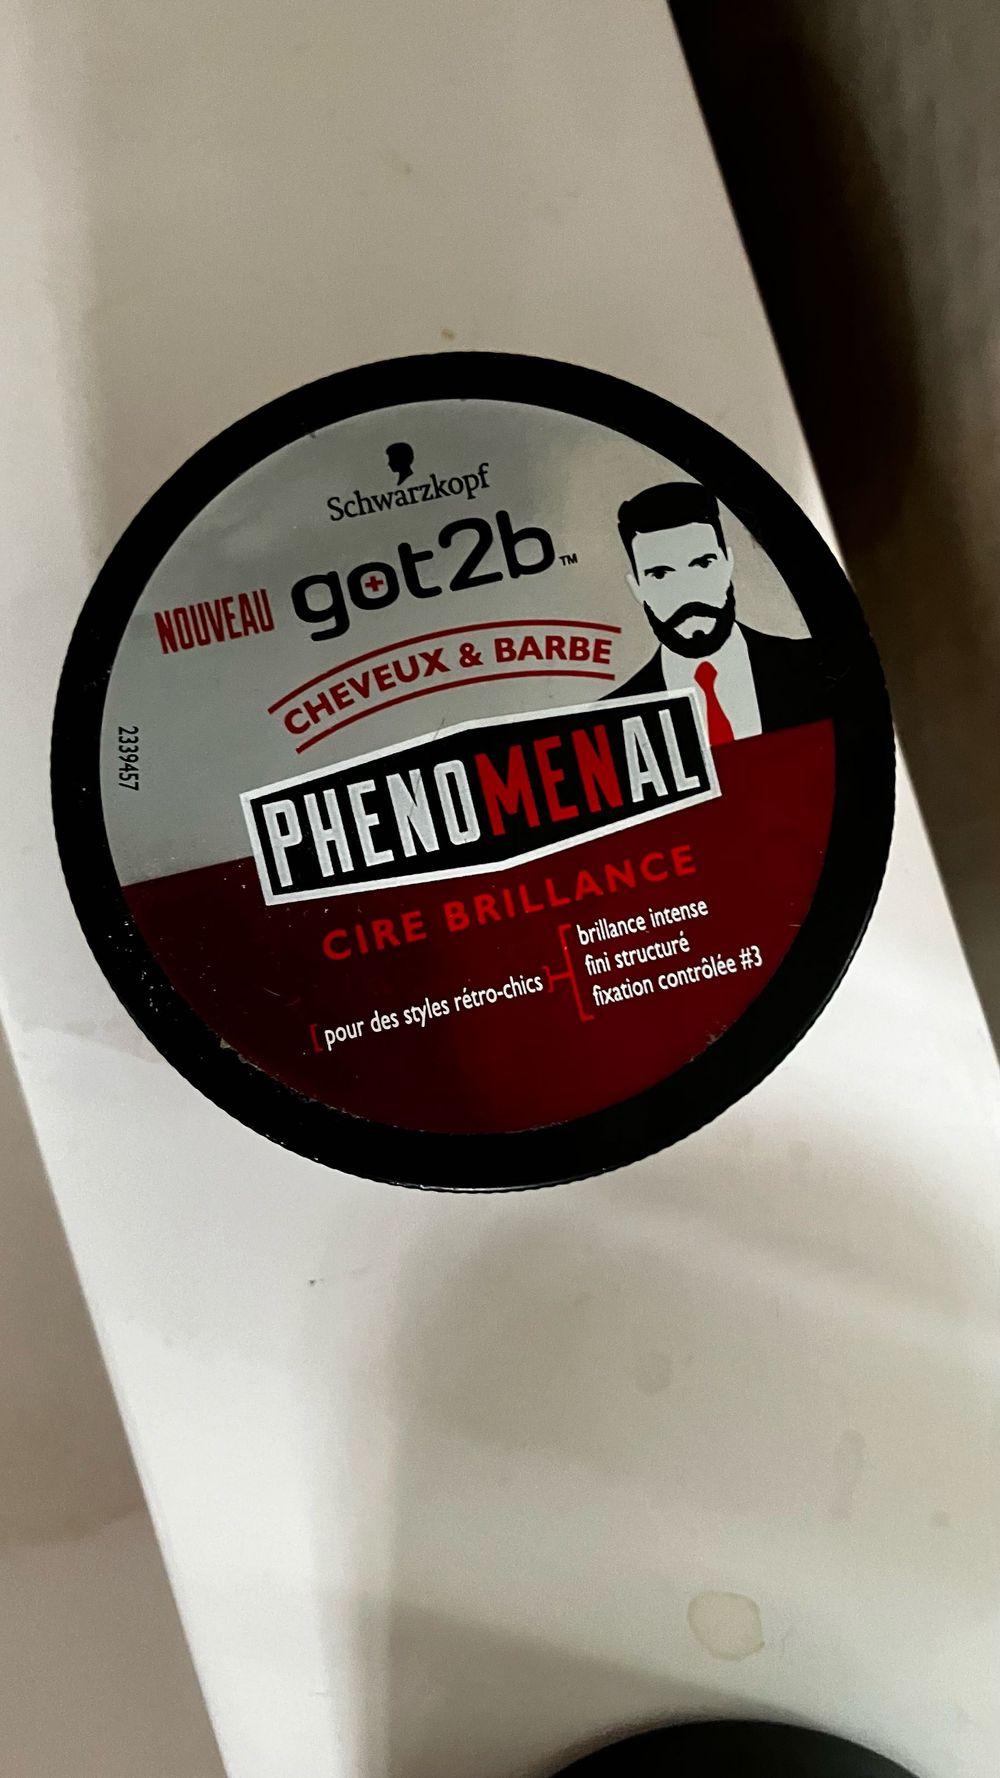 Schwarzkopf
got2b™
NOUVEAU
CHEVEUX & BARBE
PHENOMENAL
CIRE BRILLANCE
pour des styles rétro-chics
brillance intense
fini structuré
fixation contrôlée #3
2339457